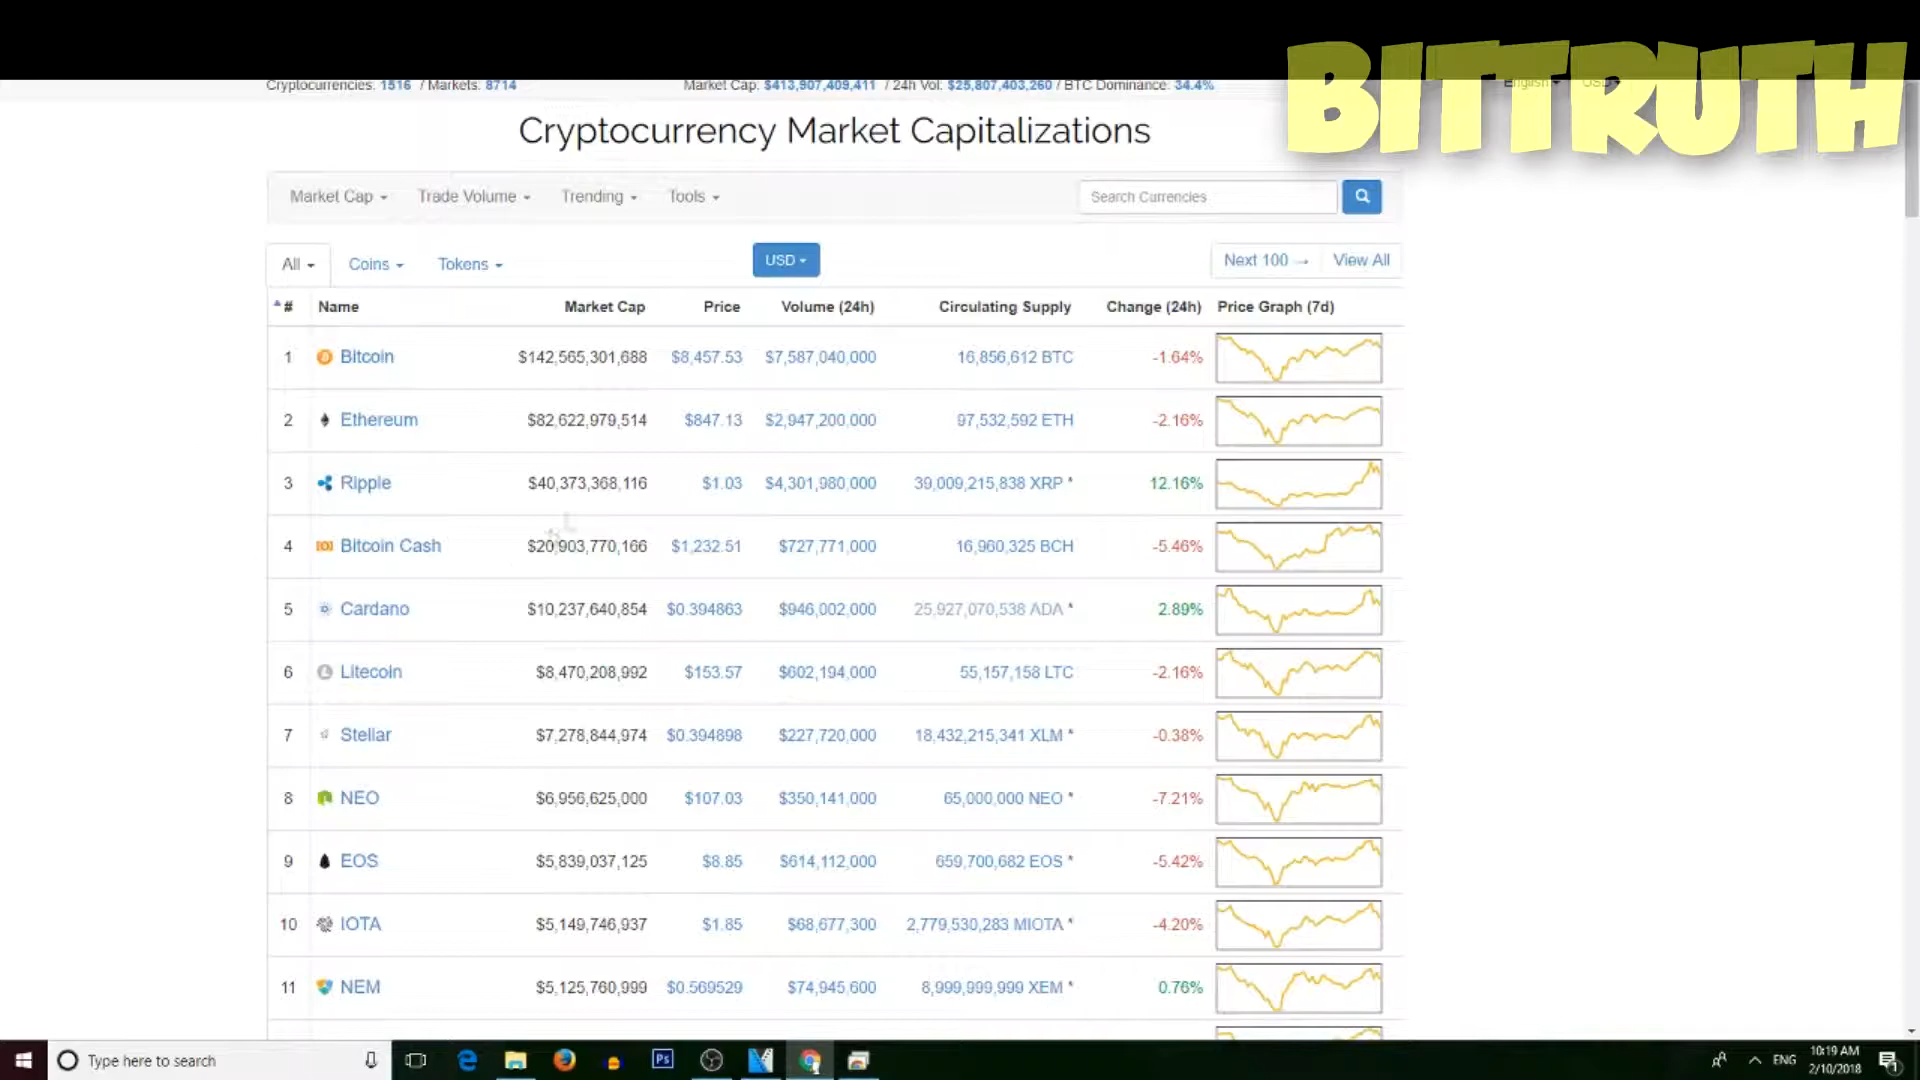 BITTRUTH
Cryptocurrencies: 1516 / Markets: 8714 Market Cap: $413,907,409,411 / 24h Vol: $25,807,403,260 / BTC Dominance: 34.4% English USD
Cryptocurrency Market Capitalizations
Market Cap Trade Volume Trending Tools Search Currencies
All Coins Tokens USD Next 100 → View All
# Name Market Cap Price Volume (24h) Circulating Supply Change (24h) Price Graph (7d)
1 Bitcoin $142,565,301,688 $8,457.53 $7,587,040,000 16,856,612 BTC -1.64%
2 Ethereum $82,622,979,514 $847.13 $2,947,200,000 97,532,592 ETH -2.16%
3 Ripple $40,373,368,116 $1.03 $4,301,980,000 39,009,215,838 XRP * 12.16%
4 Bitcoin Cash $20,903,770,166 $1,232.51 $727,771,000 16,960,325 BCH -5.46%
5 Cardano $10,237,640,854 $0.394863 $946,002,000 25,927,070,538 ADA * 2.89%
6 Litecoin $8,470,208,992 $153.57 $602,194,000 55,157,158 LTC -2.16%
7 Stellar $7,278,844,974 $0.394898 $227,720,000 18,432,215,341 XLM * -0.38%
8 NEO $6,956,625,000 $107.03 $350,141,000 65,000,000 NEO * -7.21%
9 EOS $5,839,037,125 $8.85 $614,112,000 659,700,682 EOS * -5.42%
10 IOTA $5,149,746,937 $1.85 $68,677,300 2,779,530,283 MIOTA * -4.20%
11 NEM $5,125,760,999 $0.569529 $74,945,600 8,999,999,999 XEM * 0.76%
Type here to search Ps ENG 10:19 AM
2/10/2018 1